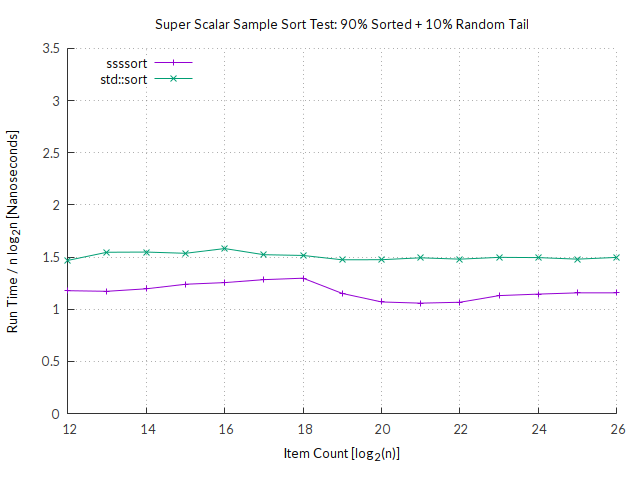 Super Scalar Sample Sort Test: 90% Sorted + 10% Random Tail
ssssort
std::sort
3.5
3
2.5
2
1.5
1
0.5
0
Run Time / n log₂n [Nanoseconds]
12 14 16 18 20 22 24 26
Item Count [log₂(n)]